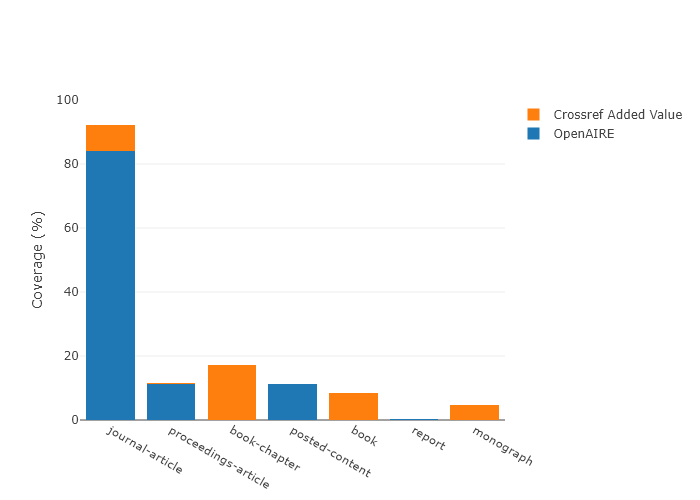 100
80
60
40
20
0
Coverage (%)
Crossref Added Value
OpenAIRE
journal-article
proceedings-article
book-chapter
posted-content
book
report
monograph